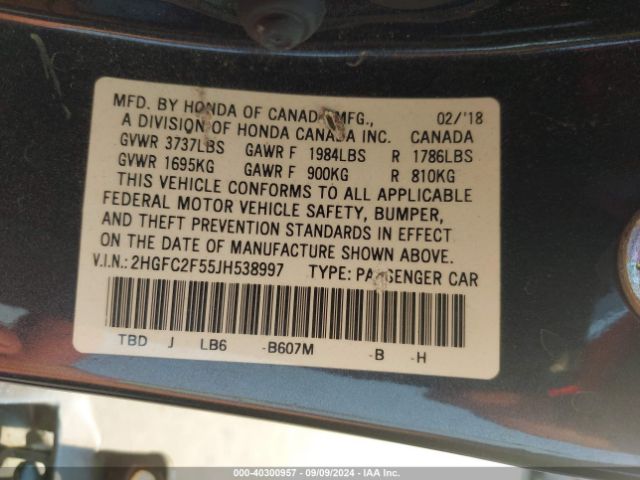 MFD. BY HONDA OF CANADA MFG., 02/'18
A DIVISION OF HONDA CANADA INC. CANADA
GVWR 3737LBS GAWR F 1984LBS R 1786LBS
GVWR 1695KG GAWR F 900KG R 810KG
THIS VEHICLE CONFORMS TO ALL APPLICABLE
FEDERAL MOTOR VEHICLE SAFETY, BUMPER,
AND THEFT PREVENTION STANDARDS IN EFFECT
ON THE DATE OF MANUFACTURE SHOWN ABOVE.
V.I.N.: 2HGFC2F55JH538997 TYPE: PASSENGER CAR
TBD J LB6 -B607M -B -H
000-40300957 - 09/09/2024 - IAA Inc.